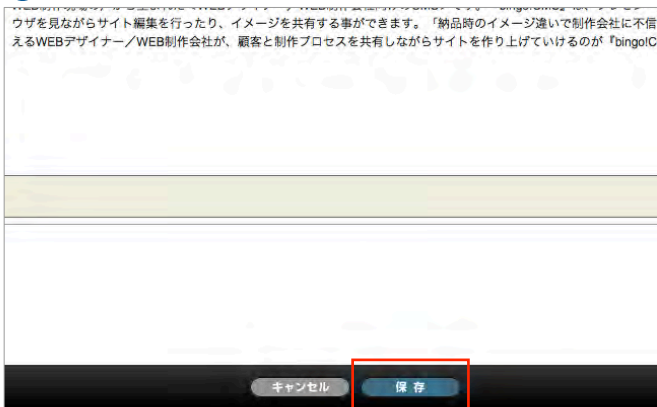 ウザを見ながらサイト編集を行ったり、イメージを共有する事ができます。「納品時のイメージ違いで制作会社に不信
えるWEBデザイナー／WEB制作会社が、顧客と制作プロセスを共有しながらサイトを作り上げていけるのが『bingo!C
キャンセル
保 存